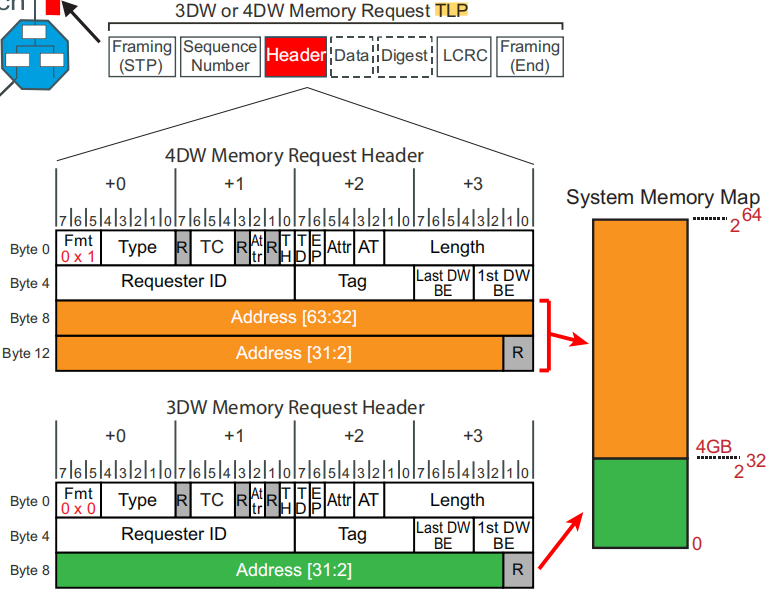 ch
3DW or 4DW Memory Request TLP
Framing (STP)
Sequence Number
Header
Data
Digest
LCRC
Framing (End)
4DW Memory Request Header
+0 +1 +2 +3
7 6 5 4 3 2 1 0 7 6 5 4 3 2 1 0 7 6 5 4 3 2 1 0 7 6 5 4 3 2 1 0
Byte 0 Fmt 0 x 1 Type R TC R Attr R TH TD EP Attr AT Length
Byte 4 Requester ID Tag Last DW BE 1st DW BE
Byte 8 Address [63:32]
Byte 12 Address [31:2] R
3DW Memory Request Header
+0 +1 +2 +3
7 6 5 4 3 2 1 0 7 6 5 4 3 2 1 0 7 6 5 4 3 2 1 0 7 6 5 4 3 2 1 0
Byte 0 Fmt 0 x 0 Type R TC R Attr R TH TD EP Attr AT Length
Byte 4 Requester ID Tag Last DW BE 1st DW BE
Byte 8 Address [31:2] R
System Memory Map
2^64
4GB
2^32
0